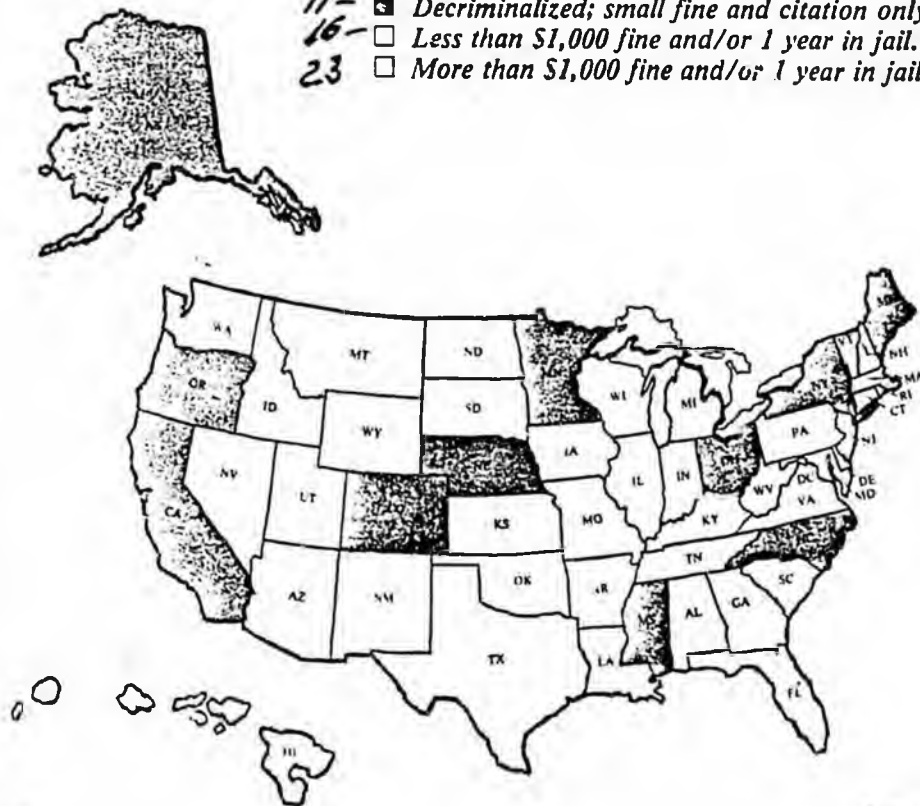 11- Decriminalized; small fine and citation only
16- Less than $1,000 fine and/or 1 year in jail.
23 More than $1,000 fine and/or 1 year in jail
WA
MT
ND
OR
ID
SD
WI
MI
NY
VT
NH
MA
RI
CT
WY
IA
PA
NJ
NV
UT
NE
IL
IN
OH
WV
DC
DE
MD
VA
CA
CO
KS
MO
KY
NC
TN
AZ
NM
OK
AR
SC
MS
AL
GA
TX
LA
FL
HI